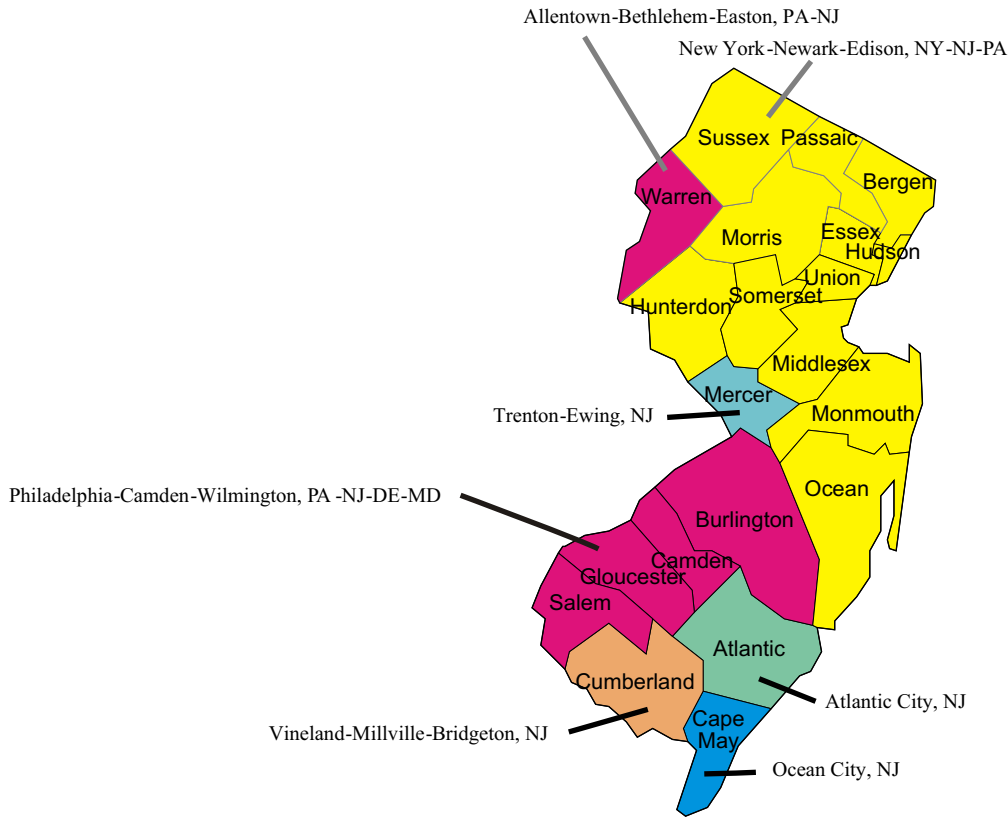 Allentown-Bethlehem-Easton, PA-NJ
New York-Newark-Edison, NY-NJ-PA
Sussex
Passaic
Bergen
Warren
Essex
Morris
Hudson
Union
Somerset
Hunterdon
Middlesex
Mercer
Trenton-Ewing, NJ
Monmouth
Philadelphia-Camden-Wilmington, PA -NJ-DE-MD
Ocean
Burlington
Camden
Gloucester
Salem
Atlantic
Cumberland
Atlantic City, NJ
Cape
May
Vineland-Millville-Bridgeton, NJ
Ocean City, NJ